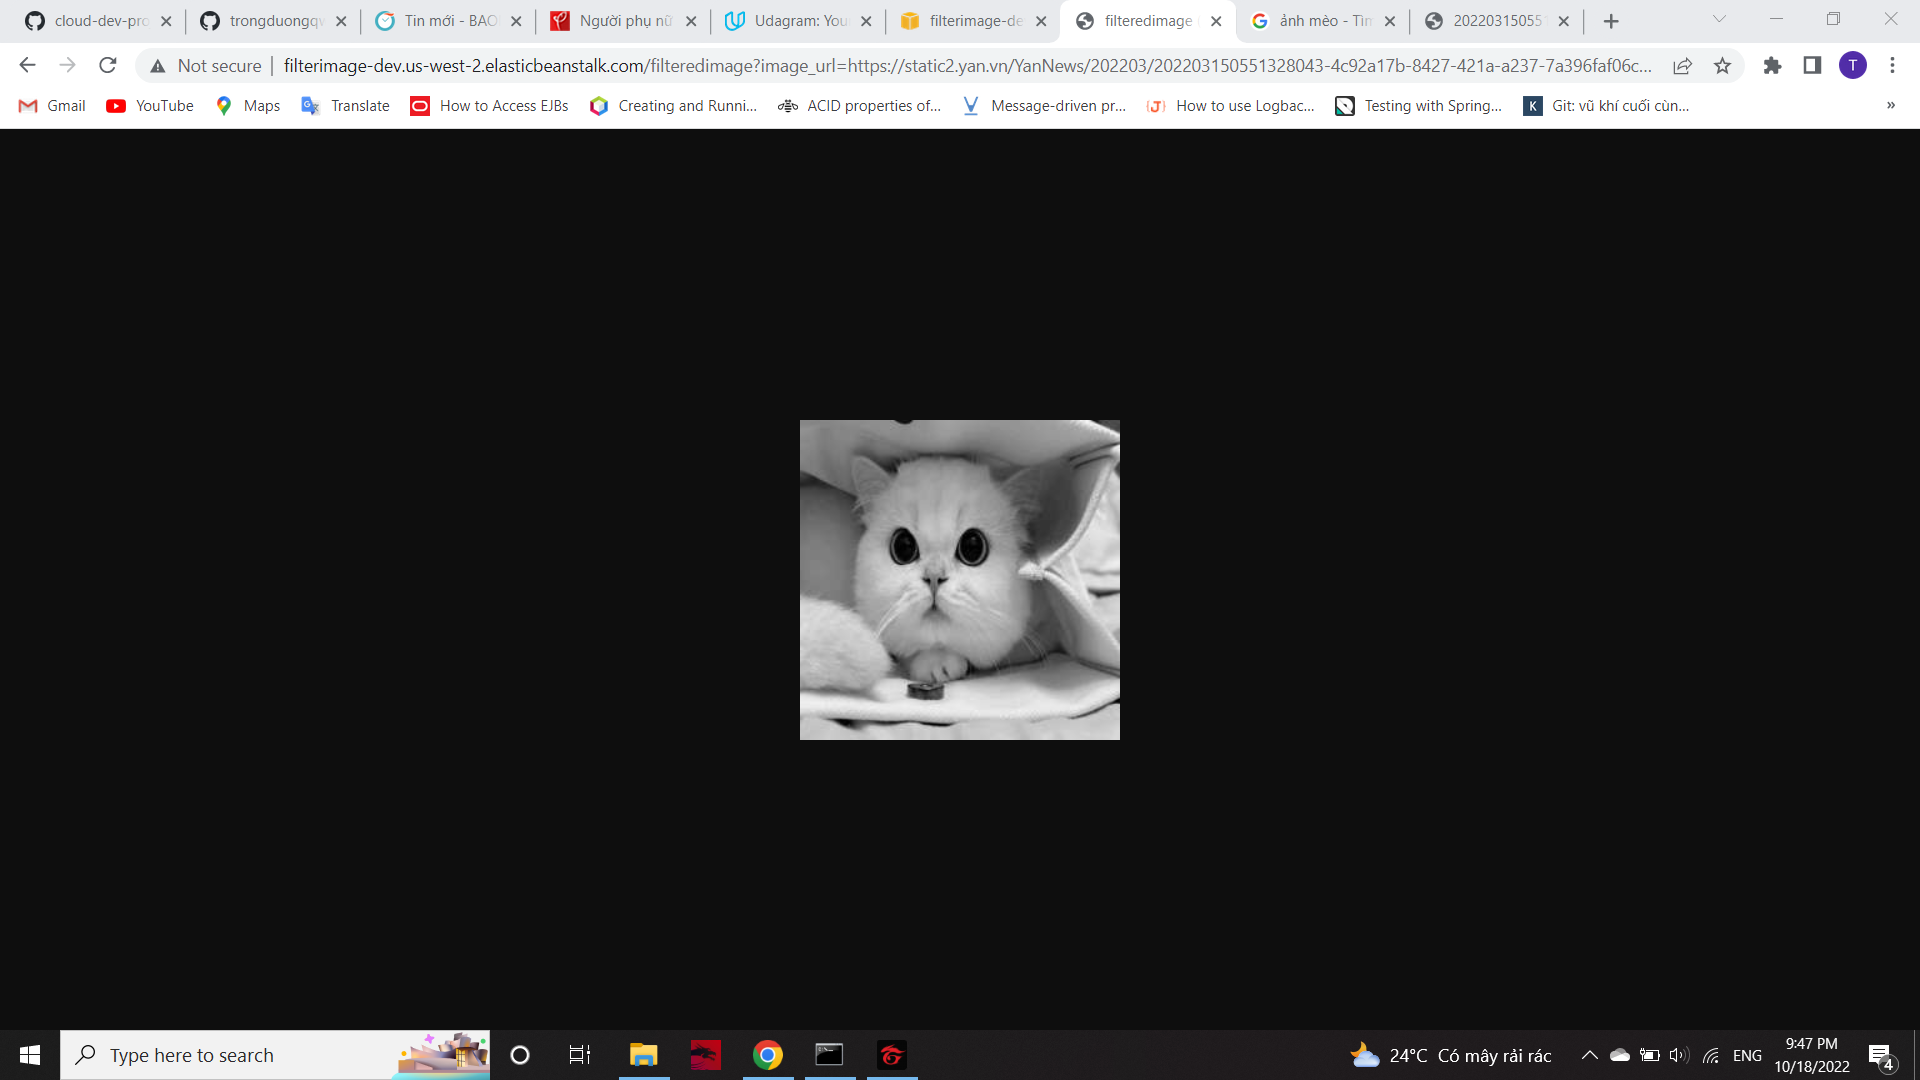 cloud-dev-pro
trongduongqw
Tin mới - BAO
Người phụ nữ
Udagram: You
filterimage-de
filteredimage
ảnh mèo - Tìm
202203150551
Not secure
filterimage-dev.us-west-2.elasticbeanstalk.com/filteredimage?image_url=https://static2.yan.vn/YanNews/202203/202203150551328043-4c92a17b-8427-421a-a237-7a396faf06c...
T
Gmail
YouTube
Maps
Translate
How to Access EJBs
Creating and Runni...
ACID properties of...
Message-driven pr...
How to use Logbac...
Testing with Spring...
K
Git: vũ khí cuối cùn...
»
Type here to search
24°C Có mây rải rác
ENG
9:47 PM
10/18/2022
4